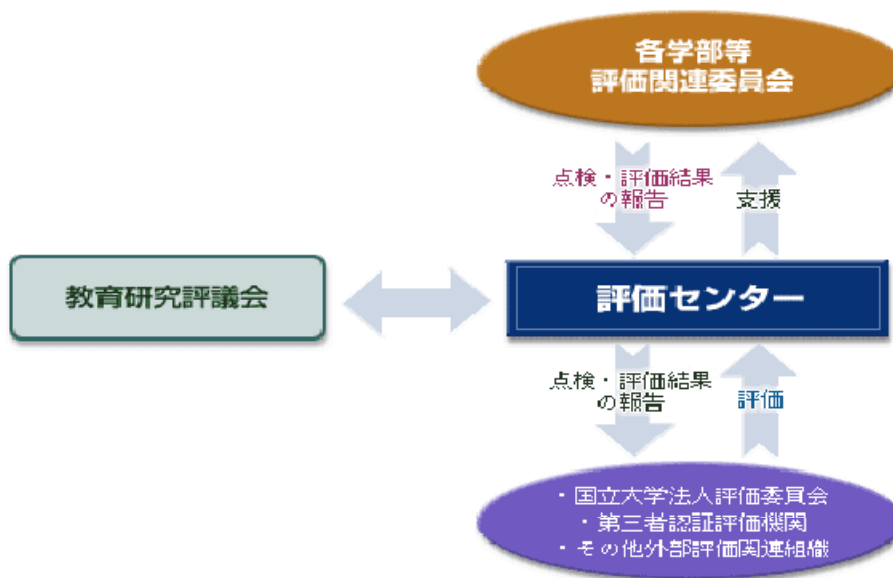 各学部等
評価関連委員会
点検・評価結果
の報告
支援
教育研究評議会
評価センター
点検・評価結果
の報告
評価
・国立大学法人評価委員会
・第三者認証評価機関
・その他外部評価関連組織